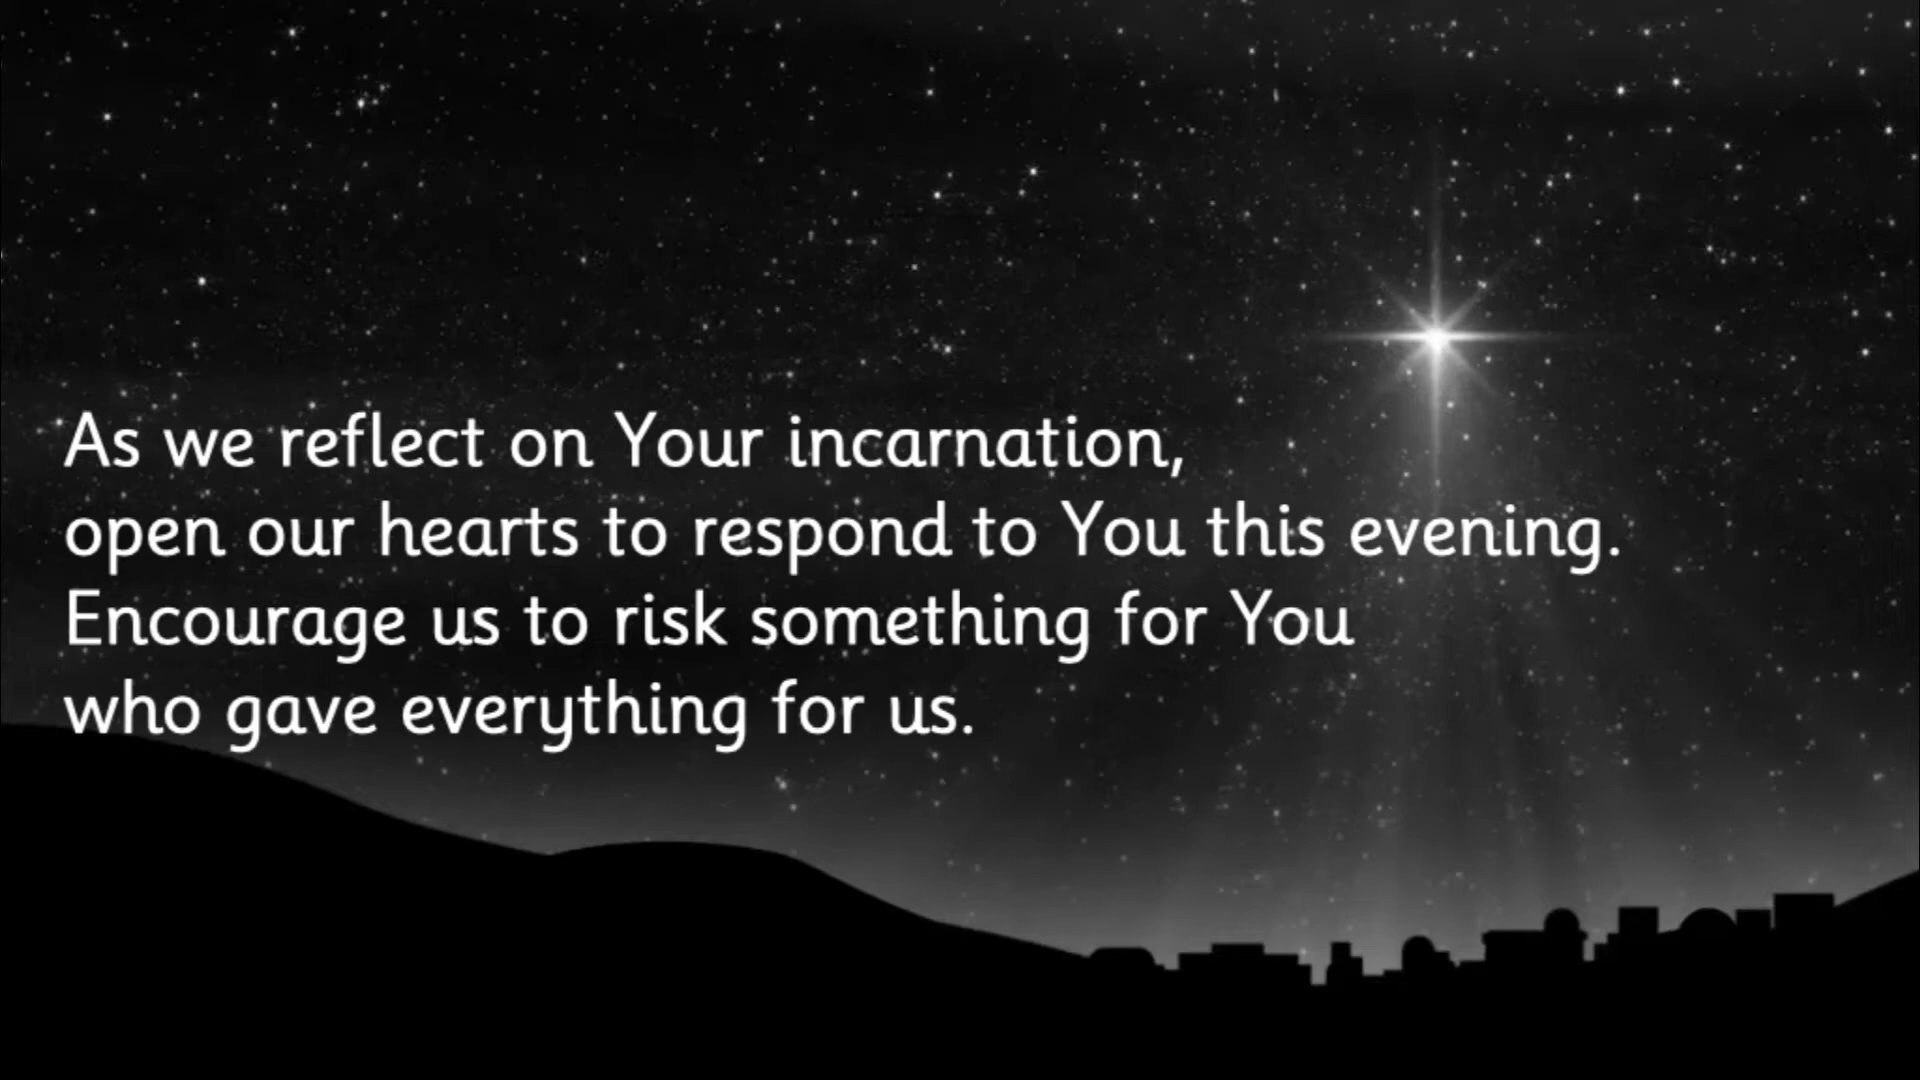 As we reflect on Your incarnation,
open our hearts to respond to You this evening.
Encourage us to risk something for You
who gave everything for us.